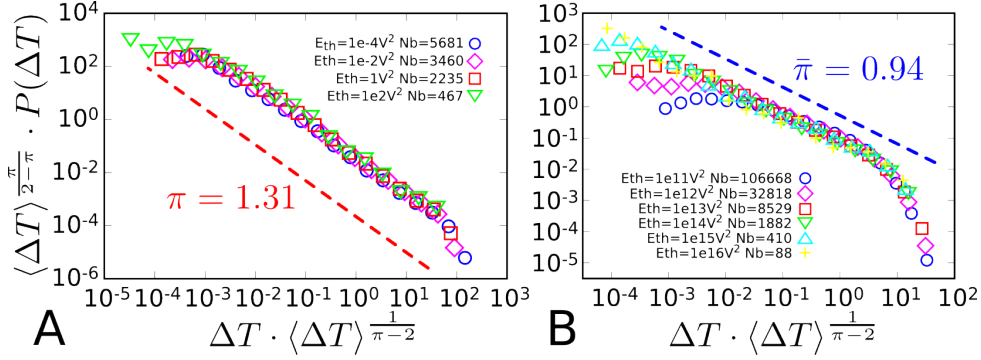 ⟨ΔT⟩^{\frac{π}{2−π}} · P(ΔT)
10^4
10^2
10^0
10^-2
10^-4
10^-6
E_th=1e-4V^2 Nb=5681
Eth=1e-2V^2 Nb=3460
Eth=1V^2 Nb=2235
Eth=1e2V^2 Nb=467
π = 1.31
10^-5 10^-4 10^-3 10^-2 10^-1 10^0 10^1 10^2 10^3
A
ΔT · ⟨ΔT⟩^{\frac{1}{π−2}}
10^3
10^2
10^1
10^0
10^-1
10^-2
10^-3
10^-4
10^-5
π̄ = 0.94
Eth=1e11V^2 Nb=106668
Eth=1e12V^2 Nb=32818
Eth=1e13V^2 Nb=8529
Eth=1e14V^2 Nb=1882
Eth=1e15V^2 Nb=410
Eth=1e16V^2 Nb=88
10^-4 10^-3 10^-2 10^-1 10^0 10^1 10^2
B
ΔT · ⟨ΔT⟩^{\frac{1}{π−2}}